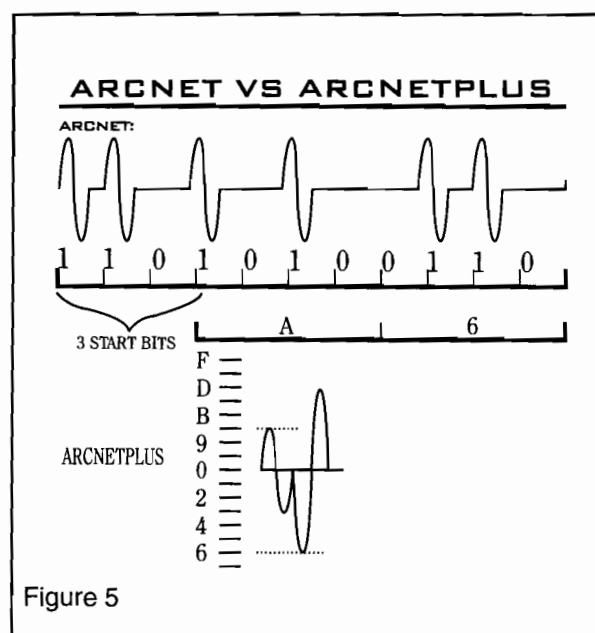 ARCNET VS ARCNETPLUS
ARCNET:
1 1 0 1 0 1 0 0 1 1 0
3 START BITS
A 6
F
D
B
9
ARCNETPLUS
0
2
4
6
Figure 5